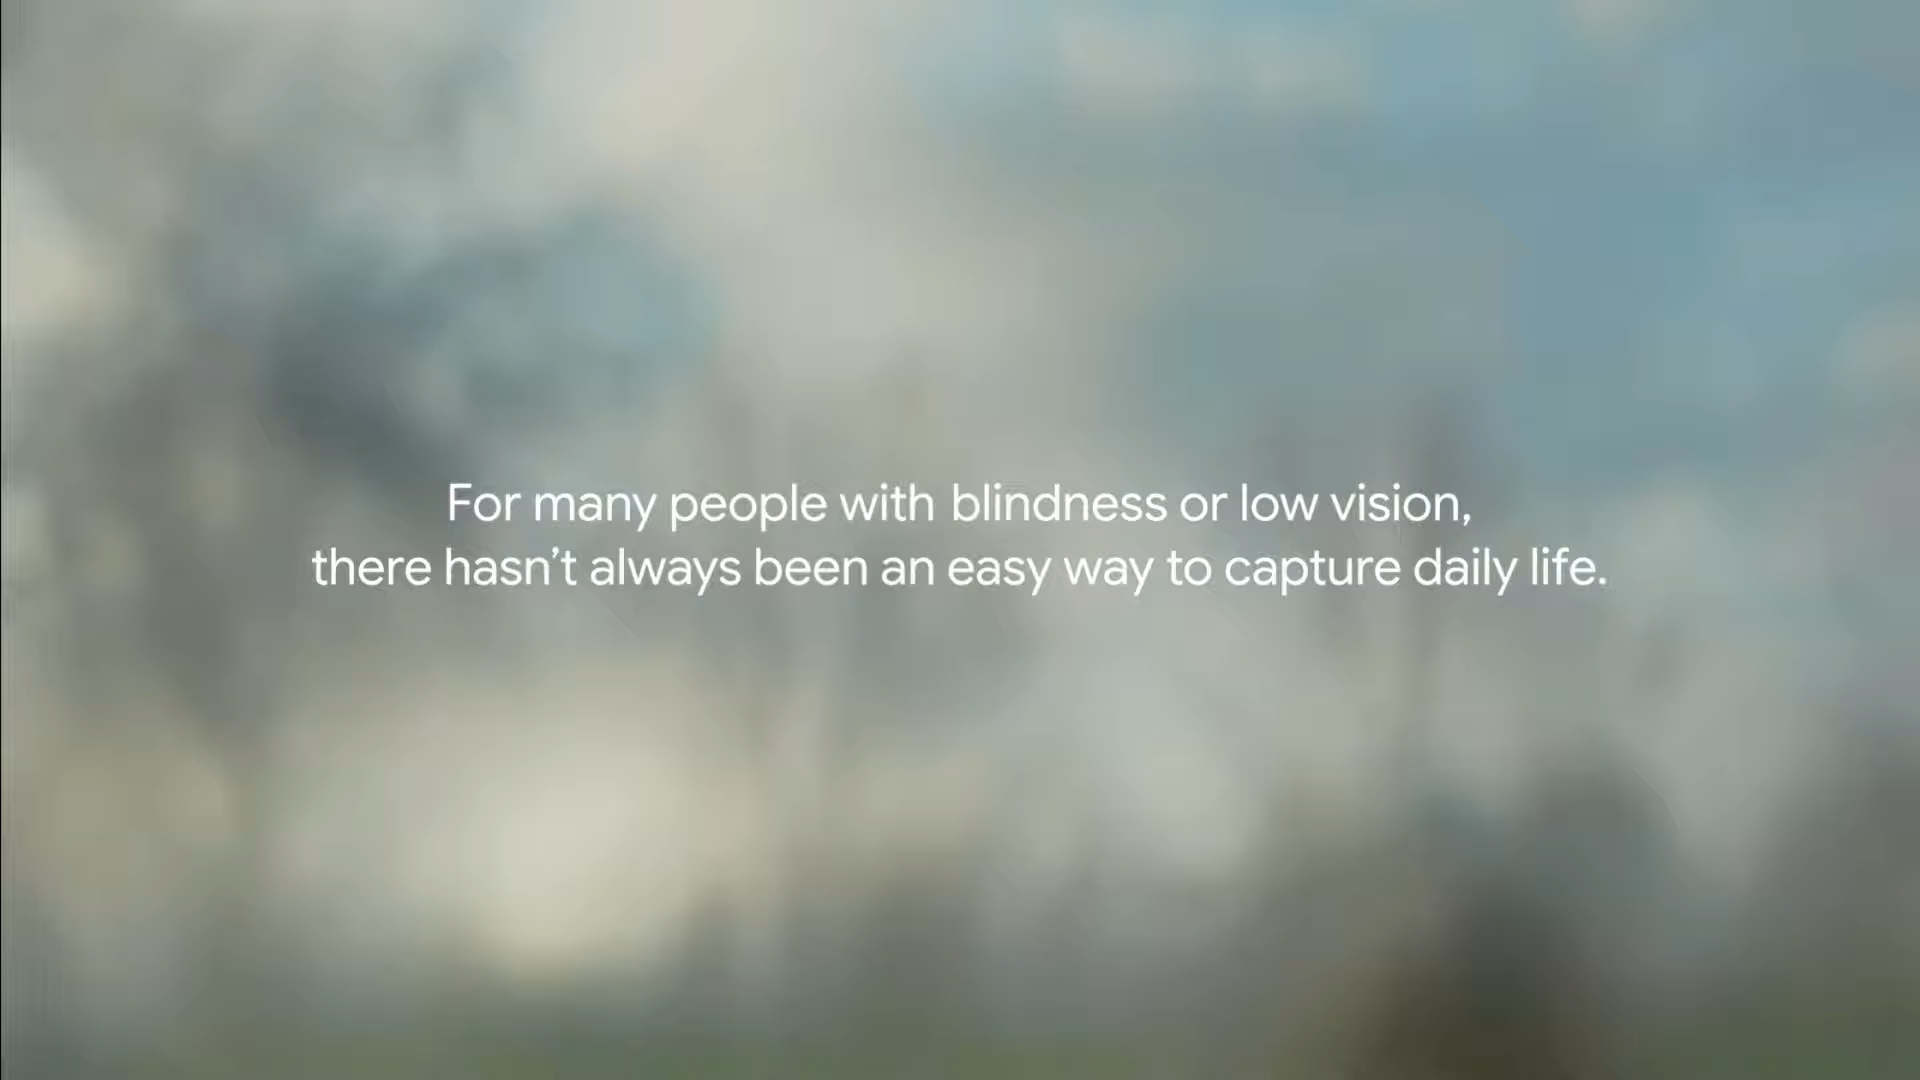 For many people with blindness or low vision,
there hasn’t always been an easy way to capture daily life.